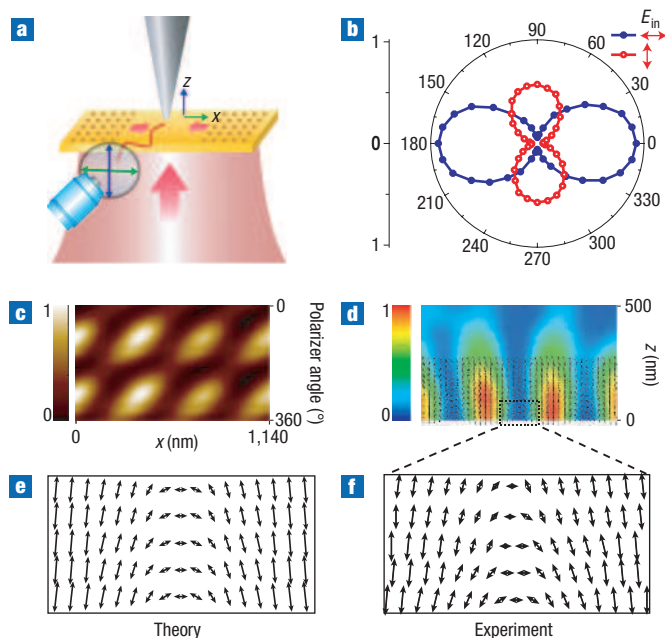 a
z
x
b
E_in
1
0
1
90
60
30
0
330
300
270
240
210
180
150
120
c
1
0
0
Polarizer angle (°)
360
0
1,140
x (nm)
d
1
0
500
z (nm)
0
e
Theory
f
Experiment